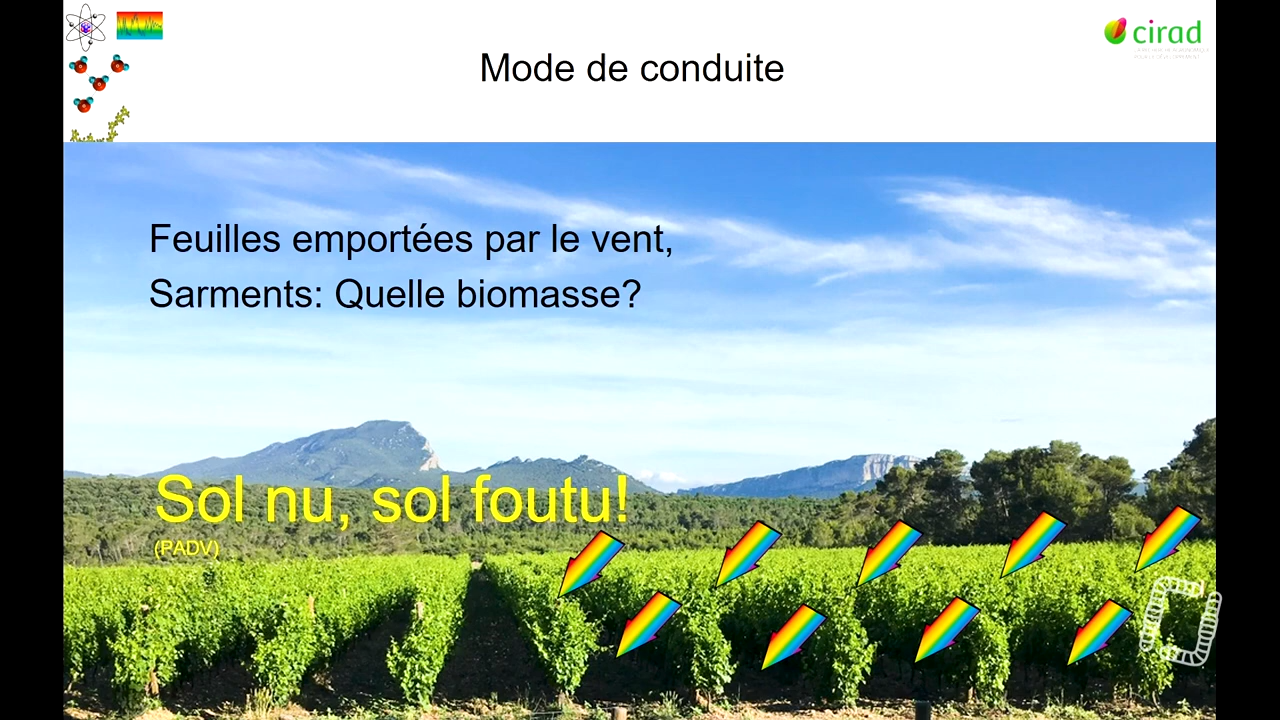 cirad
Mode de conduite
Feuilles emportées par le vent,
Sarments: Quelle biomasse?
Sol nu, sol foutu!
(PADV)